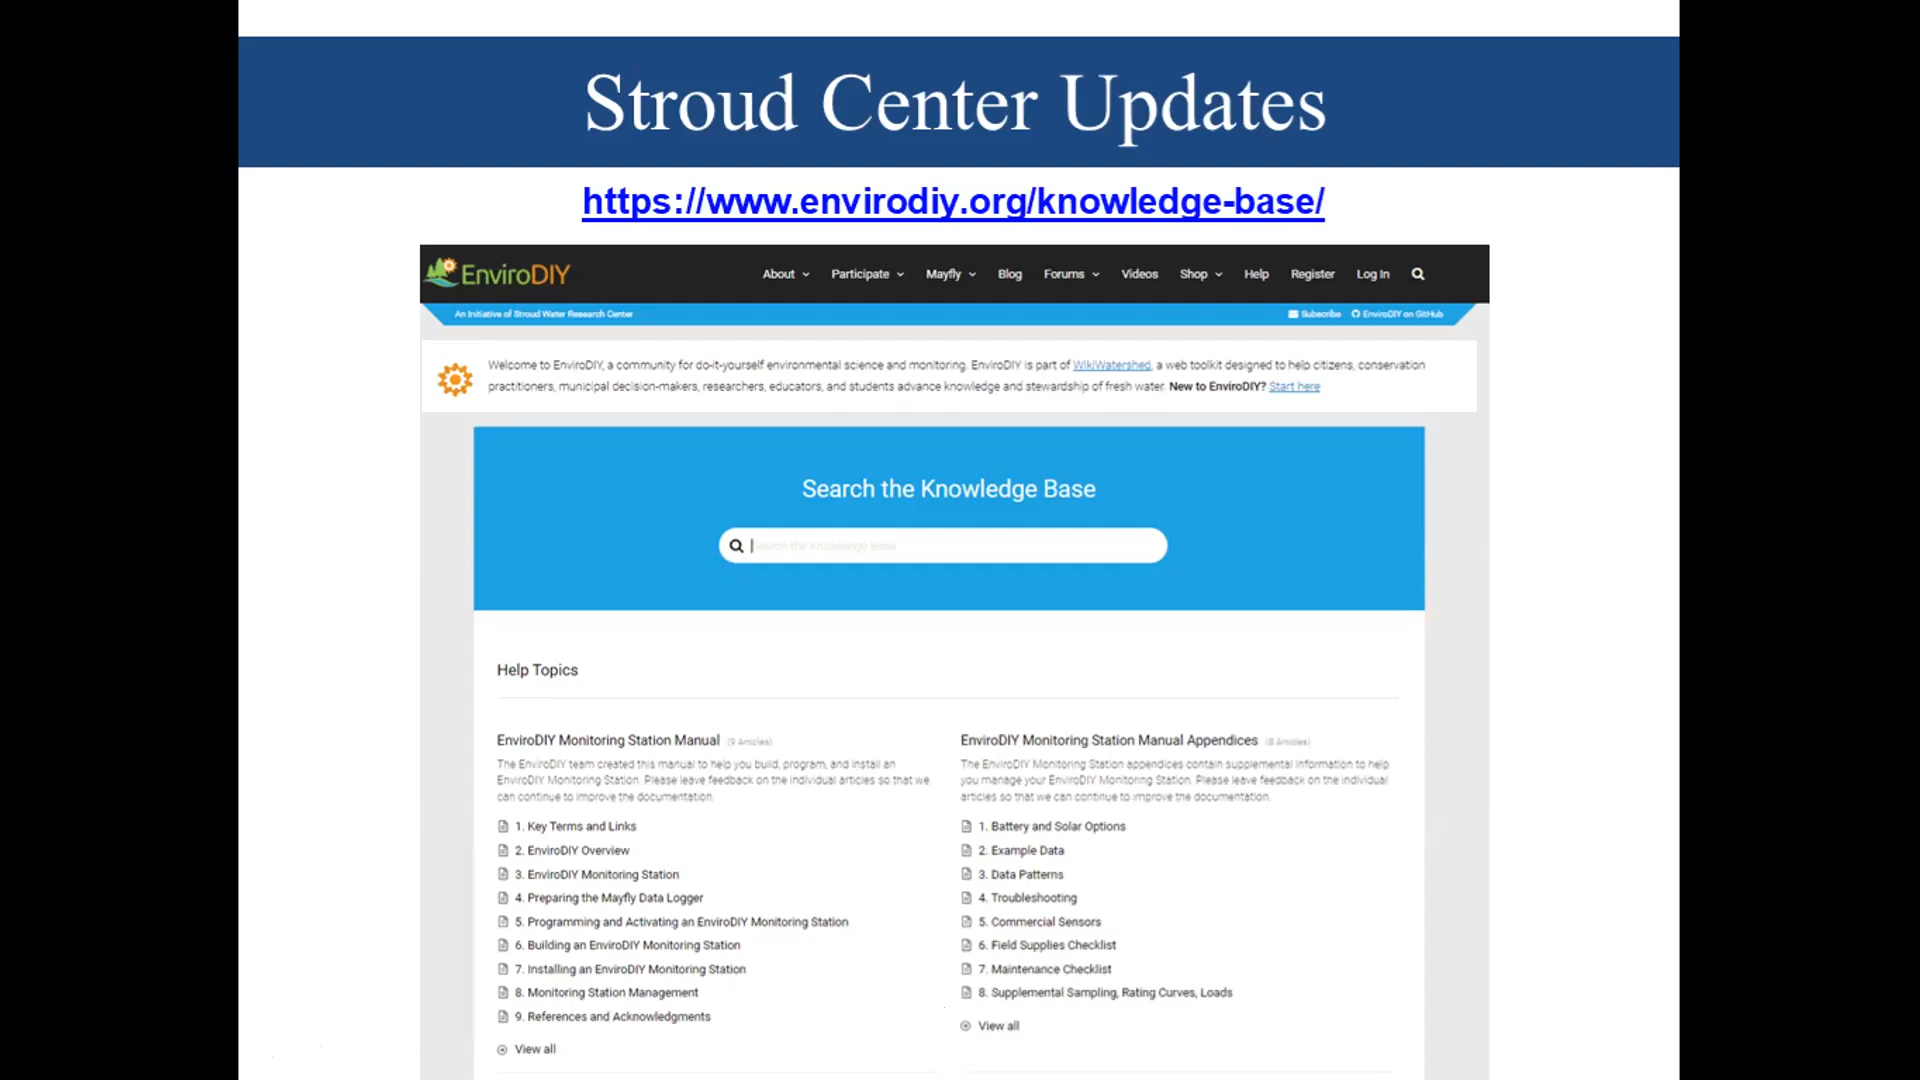 Stroud Center Updates
https://www.envirodiy.org/knowledge-base/
EnviroDIY
About Participate Mayfly Blog Forums Videos Shop Help Register Log In
An Initiative of Stroud Water Research Center
Subscribe EnviroDIY on GitHub
Welcome to EnviroDIY, a community for do-it-yourself environmental science and monitoring. EnviroDIY is part of WikiWatershed, a web toolkit designed to help citizens, conservation
practitioners, municipal decision-makers, researchers, educators, and students advance knowledge and stewardship of fresh water. New to EnviroDIY? Start here
Search the Knowledge Base
Search the Knowledge Base
Help Topics
EnviroDIY Monitoring Station Manual (9 Articles)
The EnviroDIY team created this manual to help you build, program, and install an
EnviroDIY Monitoring Station. Please leave feedback on the individual articles so that we
can continue to improve the documentation.
1. Key Terms and Links
2. EnviroDIY Overview
3. EnviroDIY Monitoring Station
4. Preparing the Mayfly Data Logger
5. Programming and Activating an EnviroDIY Monitoring Station
6. Building an EnviroDIY Monitoring Station
7. Installing an EnviroDIY Monitoring Station
8. Monitoring Station Management
9. References and Acknowledgments
View all
EnviroDIY Monitoring Station Manual Appendices (8 Articles)
The EnviroDIY Monitoring Station appendices contain supplemental information to help
you manage your EnviroDIY Monitoring Station. Please leave feedback on the individual
articles so that we can continue to improve the documentation.
1. Battery and Solar Options
2. Example Data
3. Data Patterns
4. Troubleshooting
5. Commercial Sensors
6. Field Supplies Checklist
7. Maintenance Checklist
8. Supplemental Sampling, Rating Curves, Loads
View all